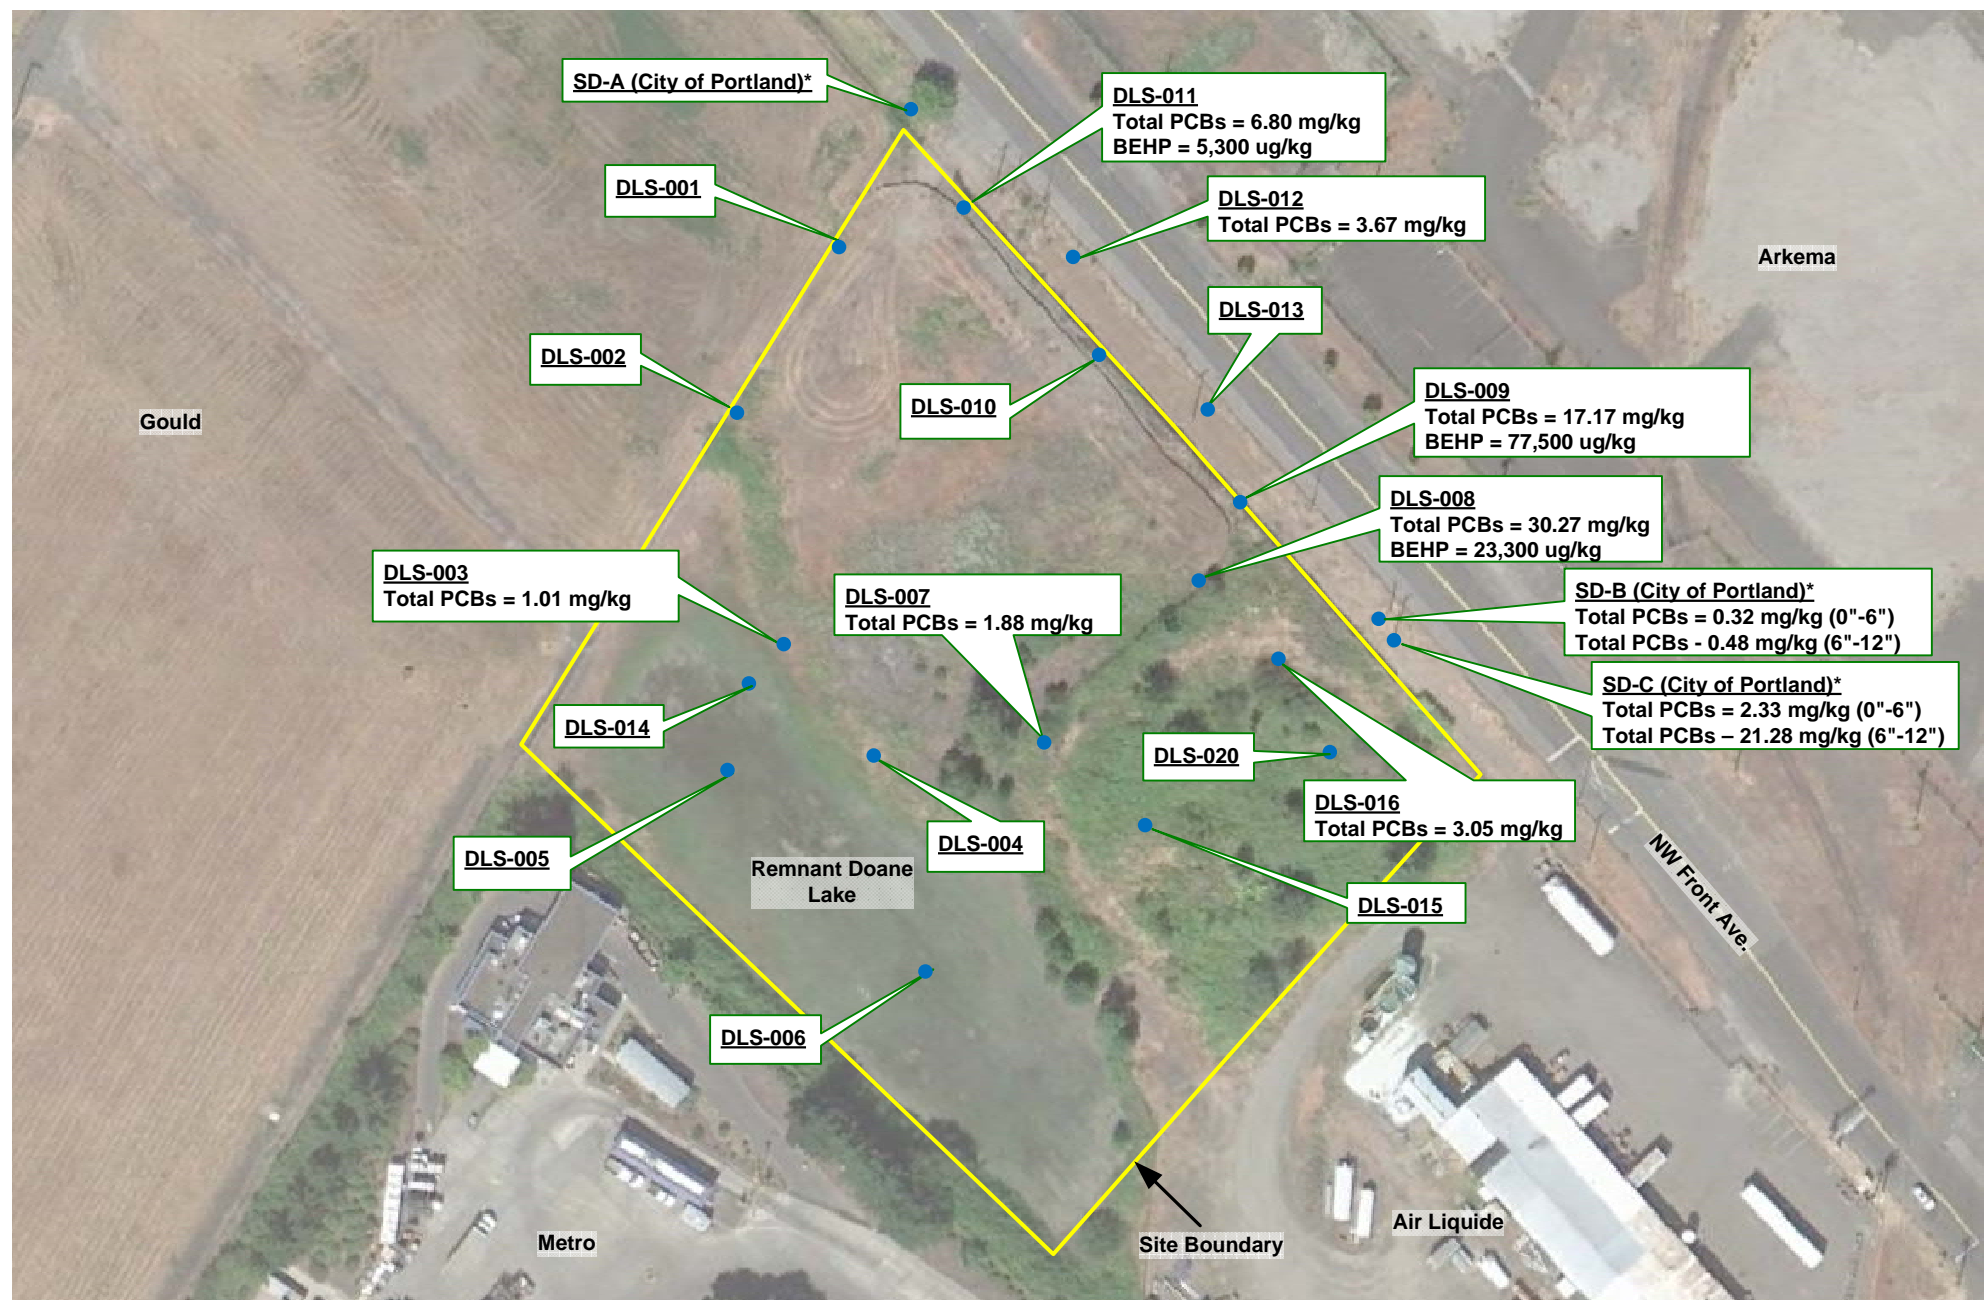 SD-A (City of Portland)*
DLS-011
Total PCBs = 6.80 mg/kg
BEHP = 5,300 ug/kg
DLS-001
DLS-012
Total PCBs = 3.67 mg/kg
Arkema
DLS-013
DLS-002
Gould
DLS-010
DLS-009
Total PCBs = 17.17 mg/kg
BEHP = 77,500 ug/kg
DLS-008
Total PCBs = 30.27 mg/kg
BEHP = 23,300 ug/kg
DLS-003
Total PCBs = 1.01 mg/kg
DLS-007
Total PCBs = 1.88 mg/kg
SD-B (City of Portland)*
Total PCBs = 0.32 mg/kg (0"-6")
Total PCBs - 0.48 mg/kg (6"-12")
SD-C (City of Portland)*
Total PCBs = 2.33 mg/kg (0"-6")
Total PCBs – 21.28 mg/kg (6"-12")
DLS-014
DLS-020
DLS-016
Total PCBs = 3.05 mg/kg
DLS-004
DLS-005
Remnant Doane
Lake
DLS-015
NW Front Ave.
DLS-006
Air Liquide
Metro
Site Boundary